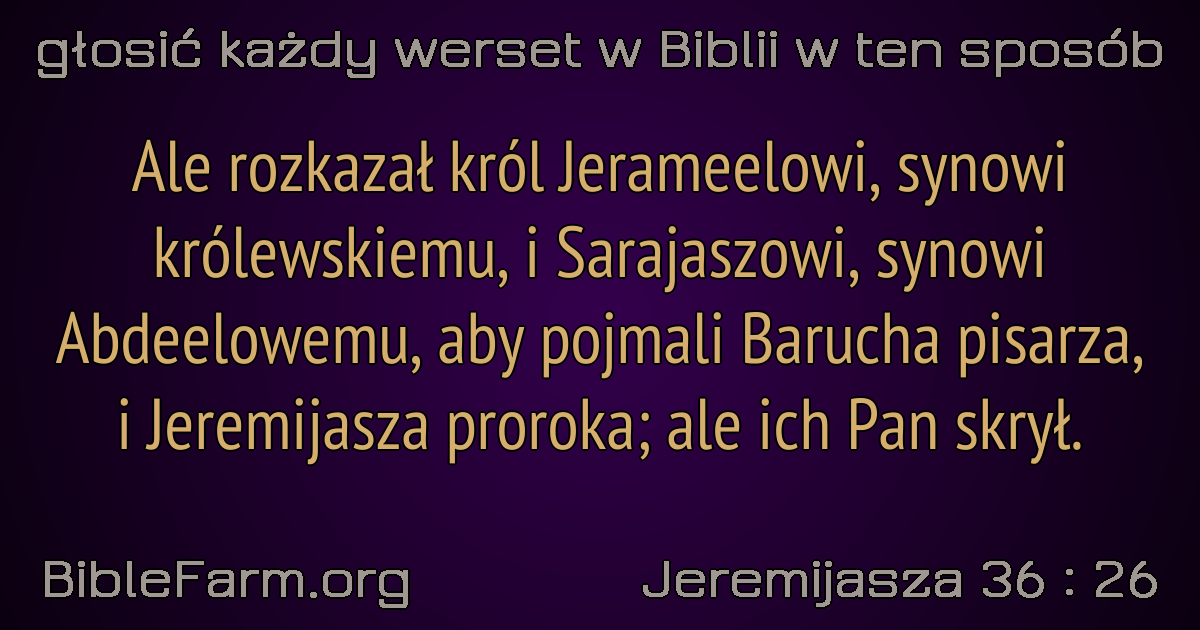 głosić każdy werset w Biblii w ten sposób
Ale rozkazał król Jerameelowi, synowi
królewskiemu, i Sarajaszowi, synowi
Abdeelowemu, aby pojmali Barucha pisarza,
i Jeremijasza proroka; ale ich Pan skrył.
BibleFarm.org
Jeremijasza 36 : 26